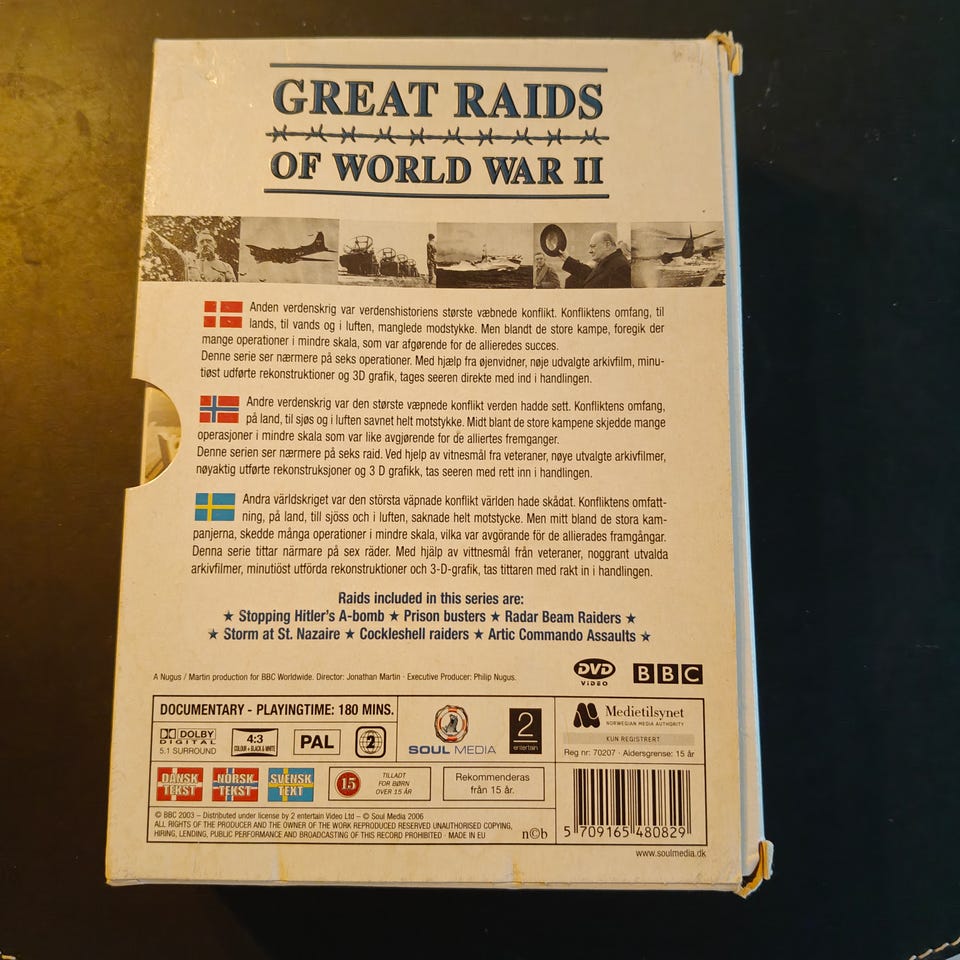 GREAT RAIDS
OF WORLD WAR II
Anden verdenskrig var verdenshistoriens største væbnede konflikt. Konfliktens omfang, til
lands, til vands og i luften, manglede modstykke. Men blandt de store kampe, foregik der
mange operationer i mindre skala, som var afgørende for de allieredes succes.
Denne serie ser nærmere på seks operationer. Med hjælp fra øjenvidner, nøje udvalgte arkivfilm, minu-
tiøst udførte rekonstruktioner og 3D grafik, tages seeren direkte med ind i handlingen.
Andre verdenskrig var den største væpnede konflikt verden hadde sett. Konfliktens omfang,
på land, til sjøs og i luften savnet helt motstykke. Midt blant de store kampene skjedde mange
operasjoner i mindre skala som var like avgjørende for de alliertes fremganger.
Denne serien ser nærmere på seks raid. Ved hjelp av vitnesmål fra veteraner, nøye utvalgte arkivfilmer,
nøyaktig utførte rekonstruksjoner og 3 D grafikk, tas seeren med rett inn i handlingen.
Andra världskriget var den största väpnade konflikt världen hade skådat. Konfliktens omfatt-
ning, på land, till sjöss och i luften, saknade helt motstycke. Men mitt bland de stora kam-
panjerna, skedde många operationer i mindre skala, vilka var avgörande för de allierades framgångar.
Denna serie tittar närmare på sex räder. Med hjälp av vittnesmål från veteraner, noggrant utvalda
arkivfilmer, minutiöst utförda rekonstruktioner och 3-D-grafik, tas tittaren med rakt in i handlingen.
Raids included in this series are:
★ Stopping Hitler's A-bomb ★ Prison busters ★ Radar Beam Raiders ★
★ Storm at St. Nazaire ★ Cockleshell raiders ★ Artic Commando Assaults ★
A Nugus / Martin production for BBC Worldwide. Director: Jonathan Martin · Executive Producer: Philip Nugus.
DVD VIDEO
BBC
DOCUMENTARY - PLAYINGTIME: 180 MINS.
DOLBY DIGITAL 5.1 SURROUND
4:3
COLOUR + BLACK & WHITE
PAL
2
SOUL MEDIA
2 entertain
Medietilsynet
NORWEGIAN MEDIA AUTHORITY
KUN REGISTRERT
Reg nr: 70207 · Aldersgrense: 15 år
DANSK TEKST
NORSK TEKST
SVENSK TEXT
15
TILLADT FOR BØRN OVER 15 ÅR
Rekommenderas från 15 år.
© BBC 2003 – Distributed under license by 2 entertain Video Ltd – © Soul Media 2006
ALL RIGHTS OF THE PRODUCER AND THE OWNER OF THE WORK REPRODUCED RESERVED UNAUTHORISED COPYING,
HIRING, LENDING, PUBLIC PERFORMANCE AND BROADCASTING OF THIS RECORD PROHIBITED · MADE IN EU
n©b
5 709165 480829
www.soulmedia.dk